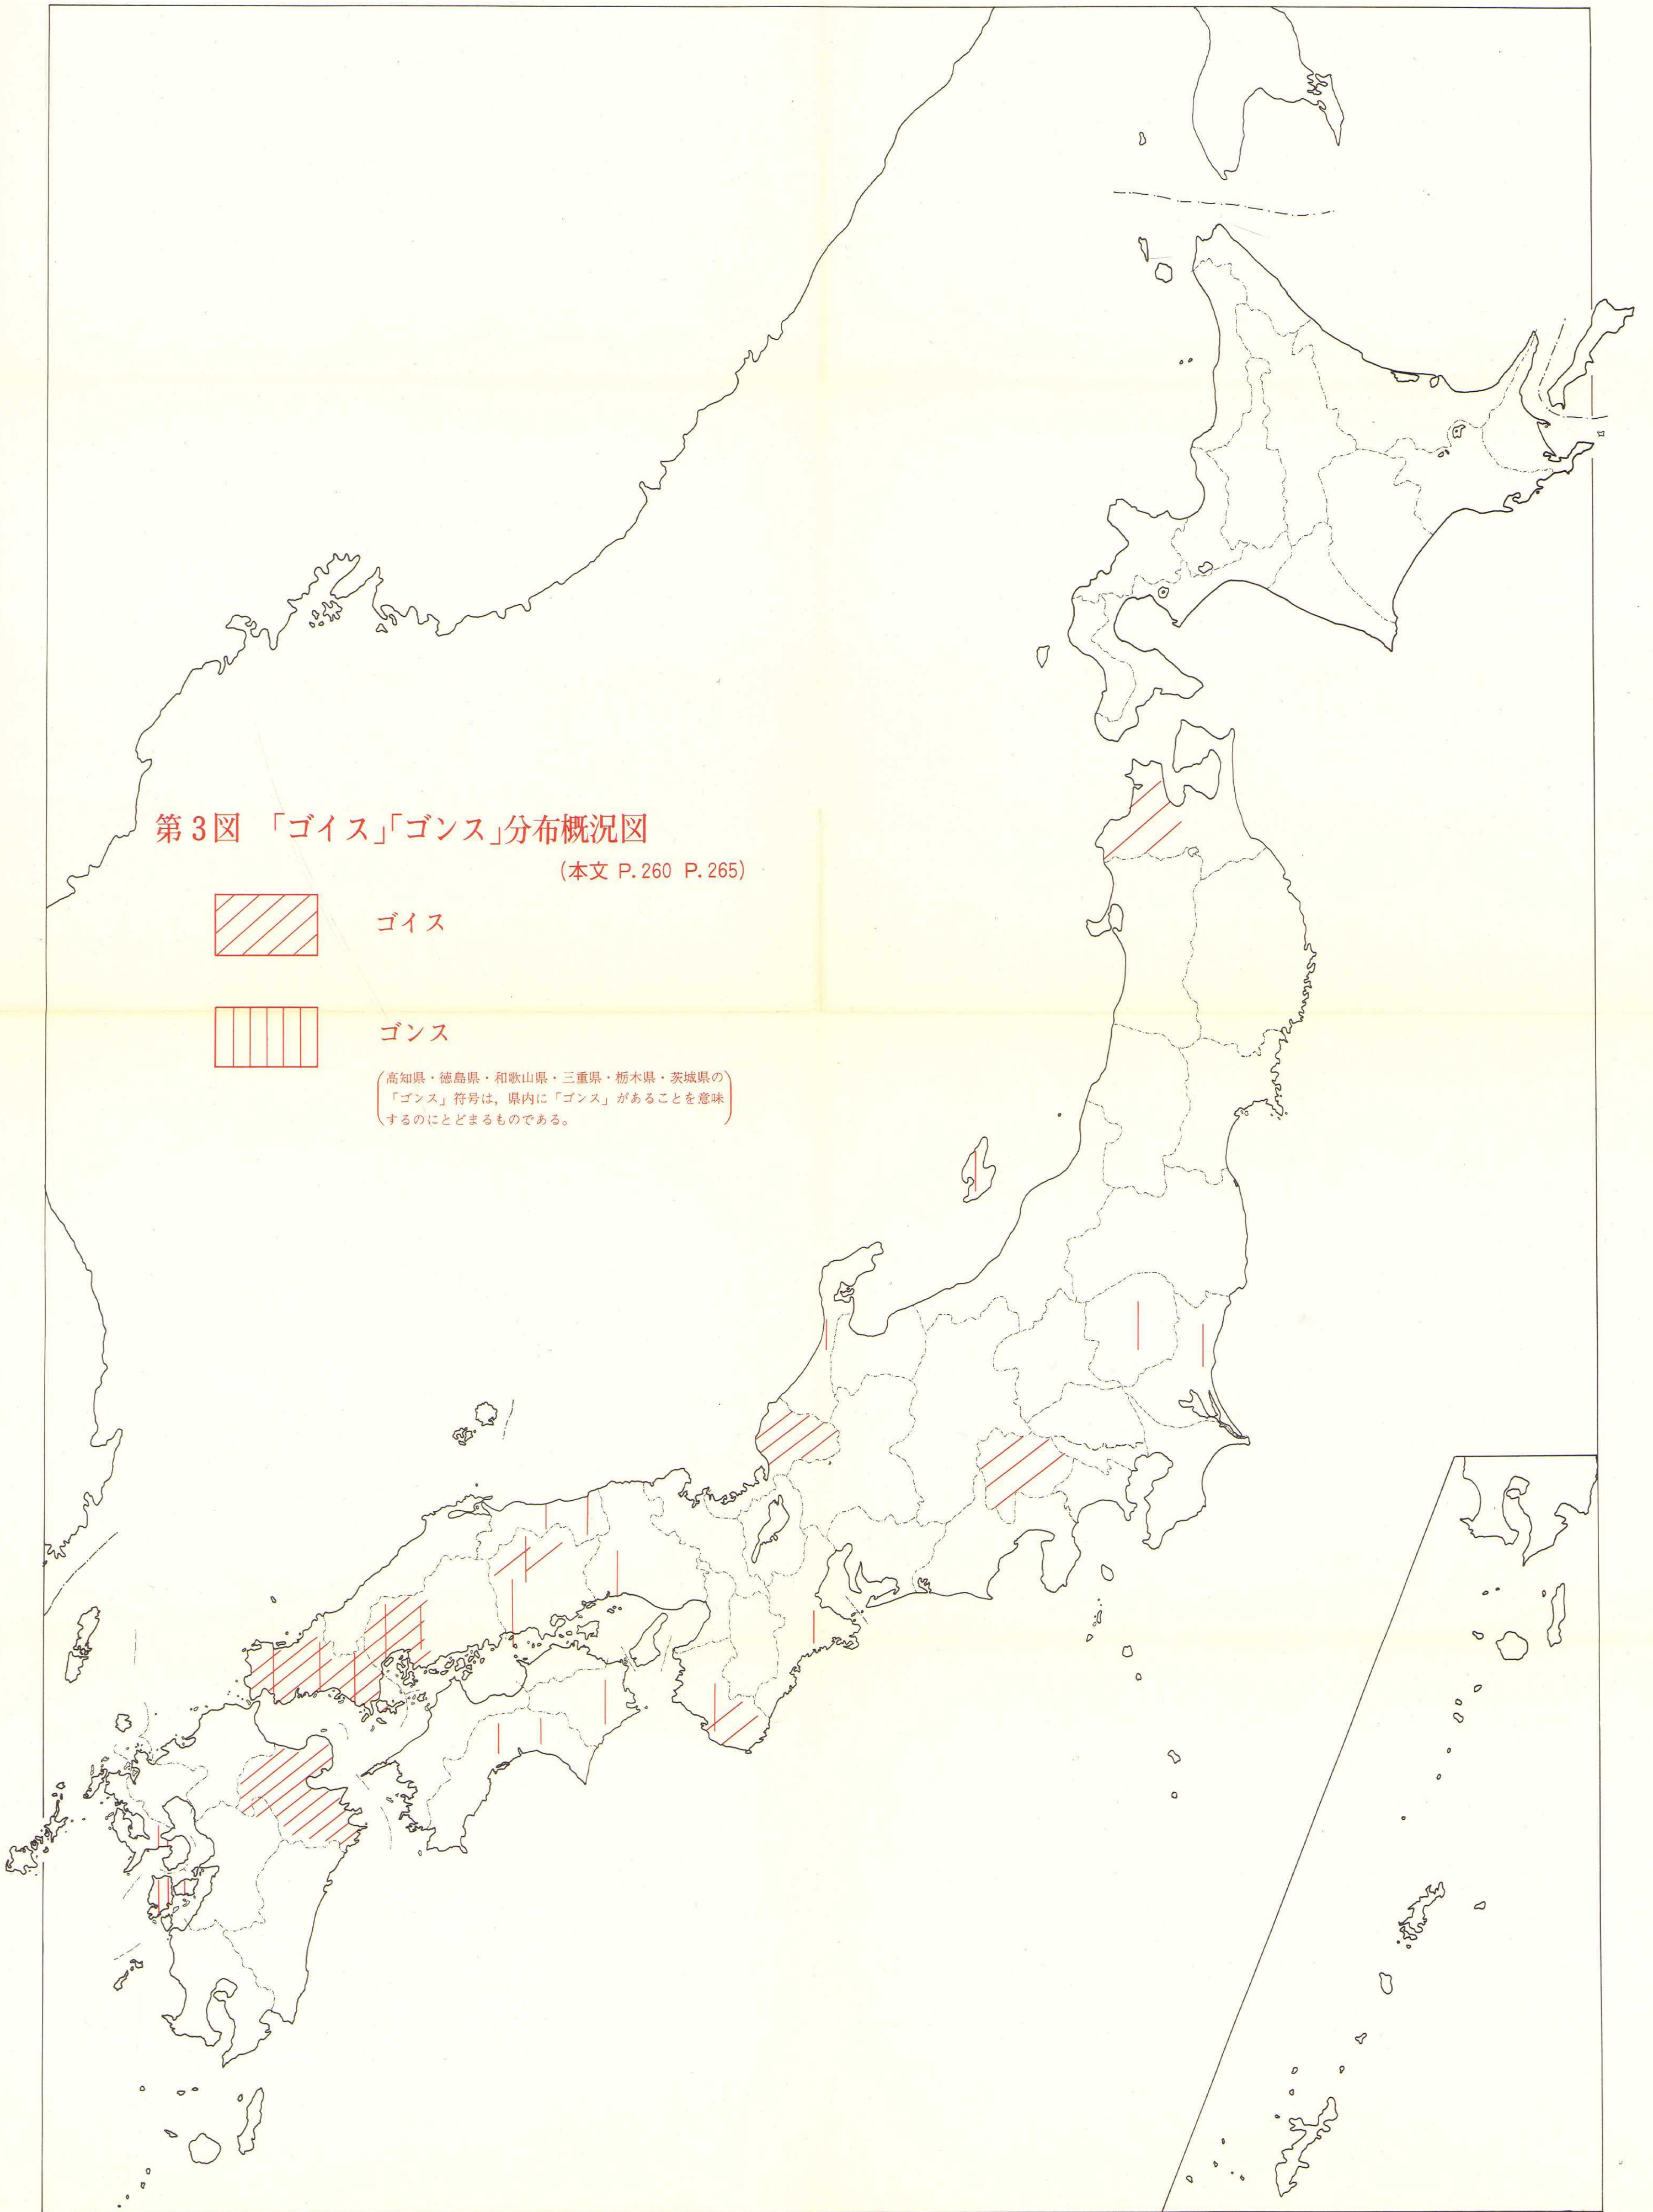 第3図 「ゴイス」「ゴンス」分布概況図
(本文 P.260 P.265)
ゴイス
ゴンス
(高知県・徳島県・和歌山県・三重県・栃木県・茨城県の
「ゴンス」符号は，県内に「ゴンス」があることを意味
するのにとどまるものである。)